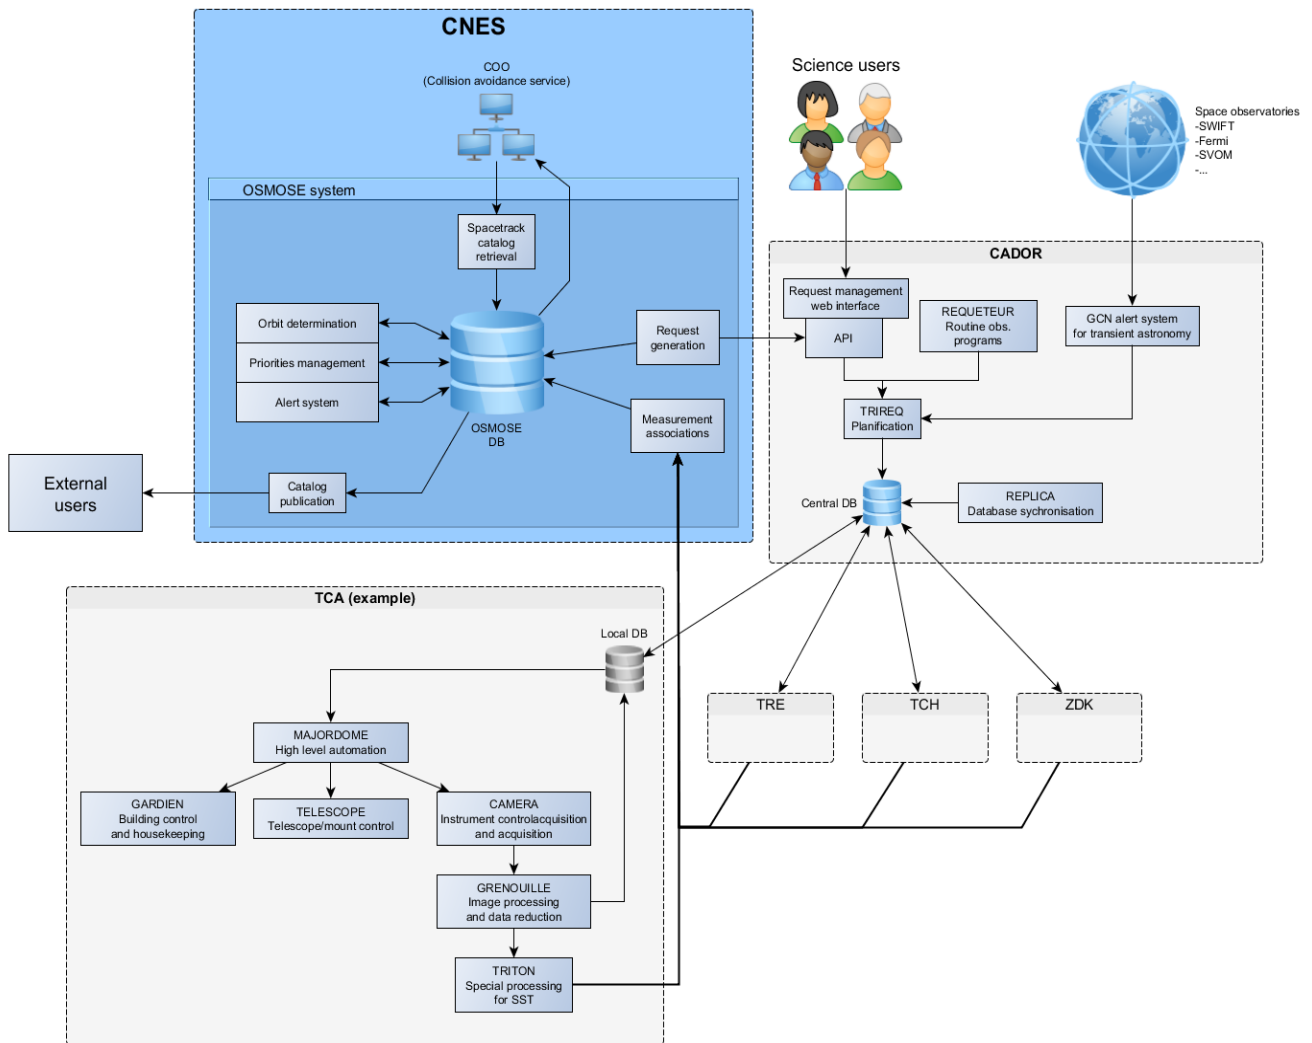 CNES
COO
(Collision avoidance service)
OSMOSE system
Spacetrack
catalog
retrieval
Orbit determination
Priorities management
Alert system
OSMOSE
DB
Request
generation
Measurement
associations
Catalog
publication
External
users
Science users
Space observatories
-SWIFT
-Fermi
-SVOM
-...
CADOR
Request management
web interface
API
REQUETEUR
Routine obs.
programs
GCN alert system
for transient astronomy
TRIREQ
Planification
Central DB
REPLICA
Database sychronisation
TCA (example)
Local DB
MAJORDOME
High level automation
GARDIEN
Building control
and housekeeping
TELESCOPE
Telescope/mount control
CAMERA
Instrument controlacquisition
and acquisition
GRENOUILLE
Image processing
and data reduction
TRITON
Special processing
for SST
TRE
TCH
ZDK